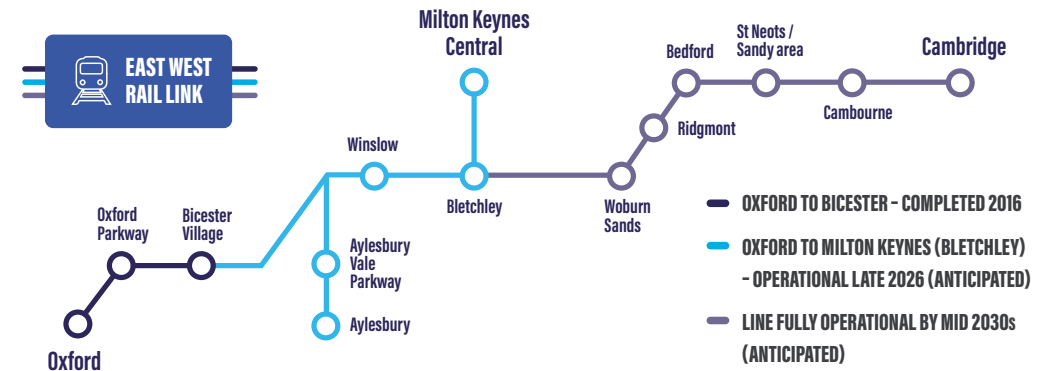 EAST WEST
RAIL LINK
Milton Keynes
Central
Bedford
St Neots /
Sandy area
Cambridge
Cambourne
Ridgmont
Winslow
Bletchley
Woburn
Sands
Oxford
Parkway
Bicester
Village
Aylesbury
Vale
Parkway
Aylesbury
Oxford
OXFORD TO BICESTER – COMPLETED 2016
OXFORD TO MILTON KEYNES (BLETCHLEY)
– OPERATIONAL LATE 2026 (ANTICIPATED)
LINE FULLY OPERATIONAL BY MID 2030s
(ANTICIPATED)